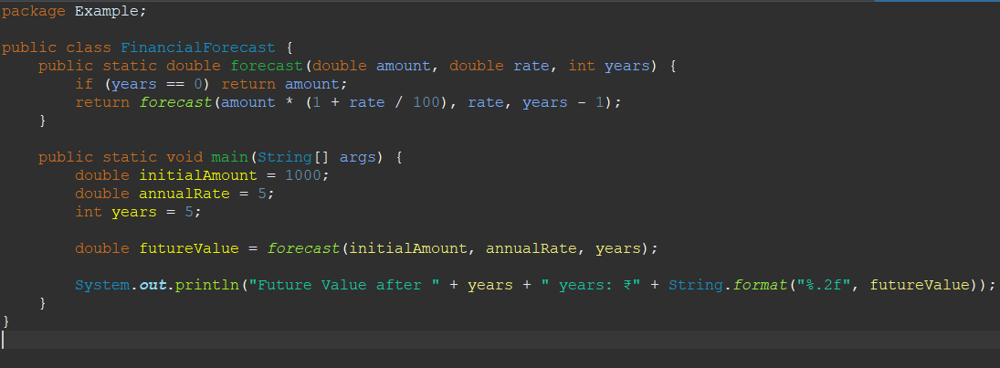 package Example;

public class FinancialForecast {
    public static double forecast(double amount, double rate, int years) {
        if (years == 0) return amount;
        return forecast(amount * (1 + rate / 100), rate, years - 1);
    }

    public static void main(String[] args) {
        double initialAmount = 1000;
        double annualRate = 5;
        int years = 5;

        double futureValue = forecast(initialAmount, annualRate, years);

        System.out.println("Future Value after " + years + " years: ₹" + String.format("%.2f", futureValue));
    }
}